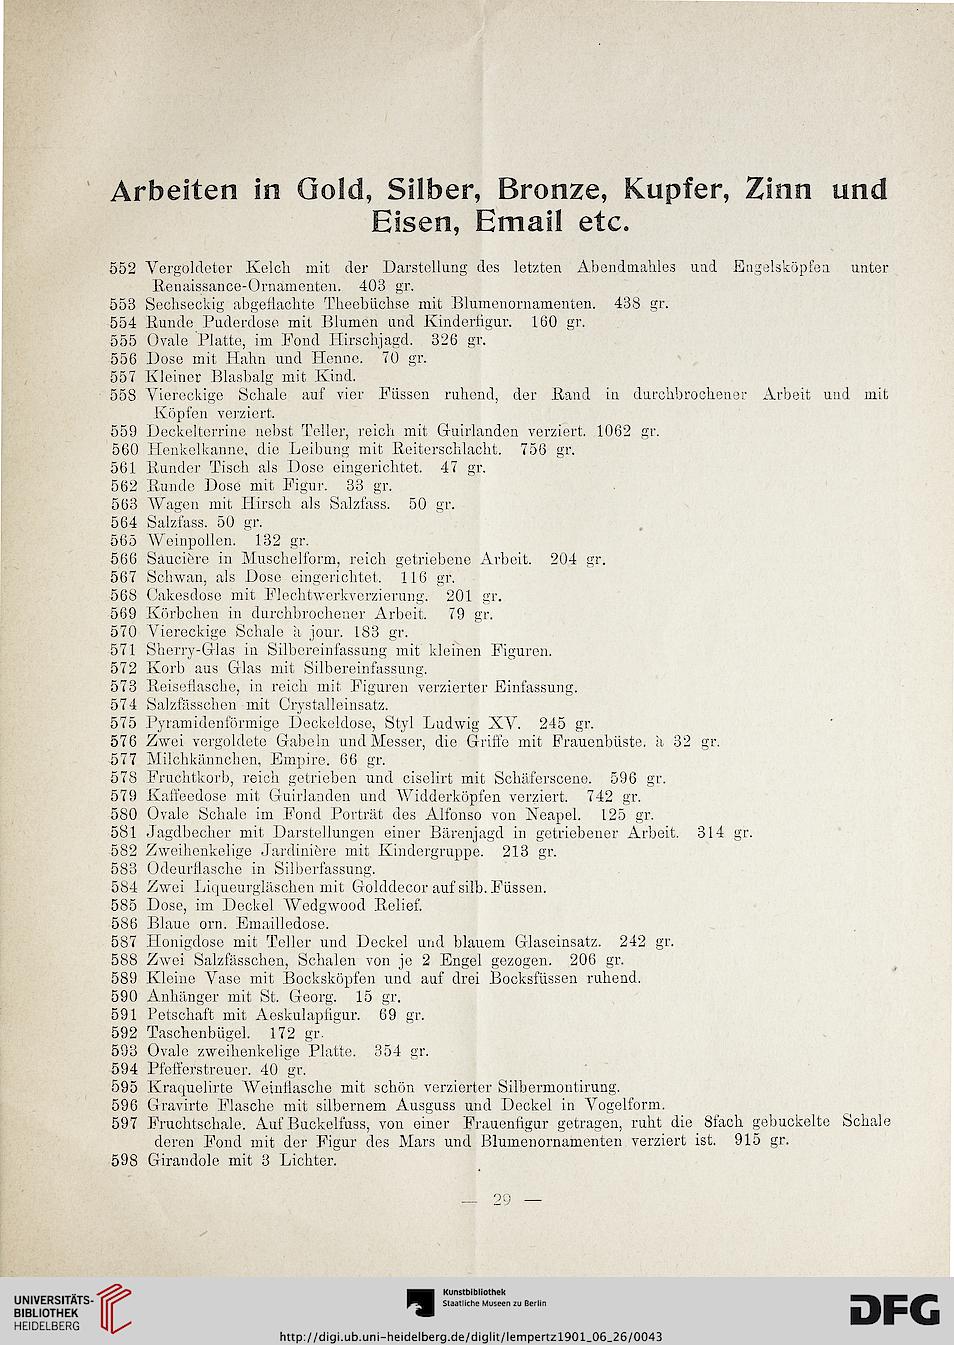 Arbeiten in Gold, Silber, Bronze, Kupfer, Zinn und
Eisen, Email etc.
552 Vergoldeter Kelch mit der Darstellung des letzten Abendmahles und Engelsköpfen unter
Renaissance-Ornamenten. 403 gr.
553 Sechseckig abgeflachte Theebüchse mit Blumenornamenten. 438 gr.
554 Runde Puderdose mit Blumen und Kinderfigur. 160 gr.
555 Ovale Platte, im Fond Hirschjagd. 326 gr.
556 Dose mit Hahn und Henne. 70 gr.
557 Kleiner Blasbalg mit Kind.
558 Viereckige Schale auf vier Füssen ruhend, der Rand in durchbrochener Arbeit und mit
Köpfen verziert.
559 Deckelterrine nebst Teller, reich mit Guirlanden verziert. 1062 gr.
560 Henkelkanne, die Leibung mit Reiterschlacht. 756 gr.
561 Runder Tisch als Dose eingerichtet. 47 gr.
562 Runde Dose mit Figur. 33 gr.
563 Wagen mit Hirsch als Salzfass. 50 gr.
564 Salzfass. 50 gr.
565 Weinpollen. 132 gr.
566 Saucière in Muschelform, reich getriebene Arbeit. 204 gr.
567 Schwan, als Dose eingerichtet. 116 gr.
568 Cakesdose mit Flechtwerkverzierung. 201 gr.
569 Körbchen in durchbrochener Arbeit. 79 gr.
570 Viereckige Schale à jour. 183 gr.
571 Sherry-Glas in Silbereinfassung mit kleinen Figuren.
572 Korb aus Glas mit Silbereinfassung.
573 Reiseflasche, in reich mit Figuren verzierter Einfassung.
574 Salzfässchen mit Crystalleinsatz.
575 Pyramidenförmige Deckeldose, Styl Ludwig XV. 245 gr.
576 Zwei vergoldete Gabeln und Messer, die Griffe mit Frauenbüste. à 32 gr.
577 Milchkännchen, Empire. 66 gr.
578 Fruchtkorb, reich getrieben und ciselirt mit Schäferscene. 596 gr.
579 Kaffeedose mit Guirlanden und Widderköpfen verziert. 742 gr.
580 Ovale Schale im Fond Porträt des Alfonso von Neapel. 125 gr.
581 Jagdbecher mit Darstellungen einer Bärenjagd in getriebener Arbeit. 314 gr.
582 Zweihenkelige Jardinière mit Kindergruppe. 213 gr.
583 Odeurflasche in Silberfassung.
584 Zwei Liqueurgläschen mit Golddecor auf silb. Füssen.
585 Dose, im Deckel Wedgwood Relief.
586 Blaue orn. Emailledose.
587 Honigdose mit Teller und Deckel und blauem Glaseinsatz. 242 gr.
588 Zwei Salzfässchen, Schalen von je 2 Engel gezogen. 206 gr.
589 Kleine Vase mit Bocksköpfen und auf drei Bocksfüssen ruhend.
590 Anhänger mit St. Georg. 15 gr.
591 Petschaft mit Aeskulapfigur. 69 gr.
592 Taschenbügel. 172 gr.
593 Ovale zweihenkelige Platte. 354 gr.
594 Pfefferstreuer. 40 gr.
595 Kraquelirte Weinflasche mit schön verzierter Silbermontirung.
596 Gravirte Flasche mit silbernem Ausguss und Deckel in Vogelform.
597 Fruchtschale. Auf Buckelfuss, von einer Frauenfigur getragen, ruht die 8fach gebuckelte Schale
deren Fond mit der Figur des Mars und Blumenornamenten verziert ist. 915 gr.
598 Girandole mit 3 Lichter.
— 29 —
UNIVERSITÄTS-
BIBLIOTHEK
HEIDELBERG
Kunstbibliothek
Staatliche Museen zu Berlin
DFG
http://digi.ub.uni-heidelberg.de/diglit/lempertz1901_06_26/0043